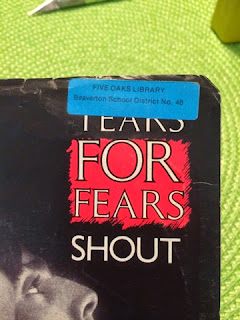 FIVE OAKS LIBRARY
Beaverton School District No. 48
TEARS
FOR
FEARS
SHOUT